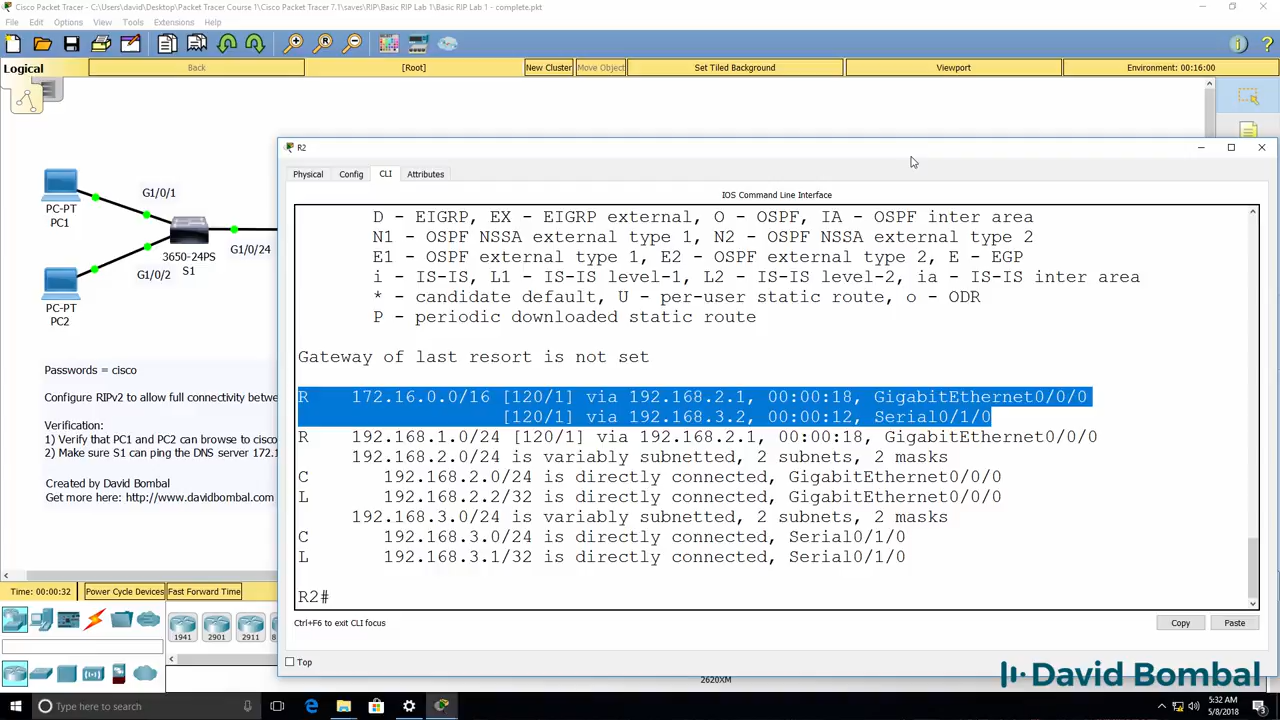 Cisco Packet Tracer - C:\Users\david\Desktop\Packet Tracer Course 1\Cisco Packet Tracer 7.1\saves\RIP\Basic RIP Lab 1\Basic RIP Lab 1 - complete.pkt
File Edit Options View Tools Extensions Help
Logical Back [Root] New Cluster Move Object Set Tiled Background Viewport Environment: 00:16:00
R2
Physical Config CLI Attributes
IOS Command Line Interface
D - EIGRP, EX - EIGRP external, O - OSPF, IA - OSPF inter area
N1 - OSPF NSSA external type 1, N2 - OSPF NSSA external type 2
E1 - OSPF external type 1, E2 - OSPF external type 2, E - EGP
i - IS-IS, L1 - IS-IS level-1, L2 - IS-IS level-2, ia - IS-IS inter area
* - candidate default, U - per-user static route, o - ODR
P - periodic downloaded static route
Gateway of last resort is not set
R 172.16.0.0/16 [120/1] via 192.168.2.1, 00:00:18, GigabitEthernet0/0/0
[120/1] via 192.168.3.2, 00:00:12, Serial0/1/0
R 192.168.1.0/24 [120/1] via 192.168.2.1, 00:00:18, GigabitEthernet0/0/0
192.168.2.0/24 is variably subnetted, 2 subnets, 2 masks
C 192.168.2.0/24 is directly connected, GigabitEthernet0/0/0
L 192.168.2.2/32 is directly connected, GigabitEthernet0/0/0
192.168.3.0/24 is variably subnetted, 2 subnets, 2 masks
C 192.168.3.0/24 is directly connected, Serial0/1/0
L 192.168.3.1/32 is directly connected, Serial0/1/0
R2#
Ctrl+F6 to exit CLI focus
Copy Paste
Top
G1/0/1
PC-PT
PC1
G1/0/24
3650-24PS
S1
G1/0/2
PC-PT
PC2
Passwords = cisco
Configure RIPv2 to allow full connectivity betwe
Verification:
1) Verify that PC1 and PC2 can browse to cisco
2) Make sure S1 can ping the DNS server 172.1
Created by David Bombal
Get more here: http://www.davidbombal.com
Time: 00:00:32 Power Cycle Devices Fast Forward Time
1941 2901 2911
2620XM
David Bombal
Type here to search
5:32 AM
5/8/2018
3